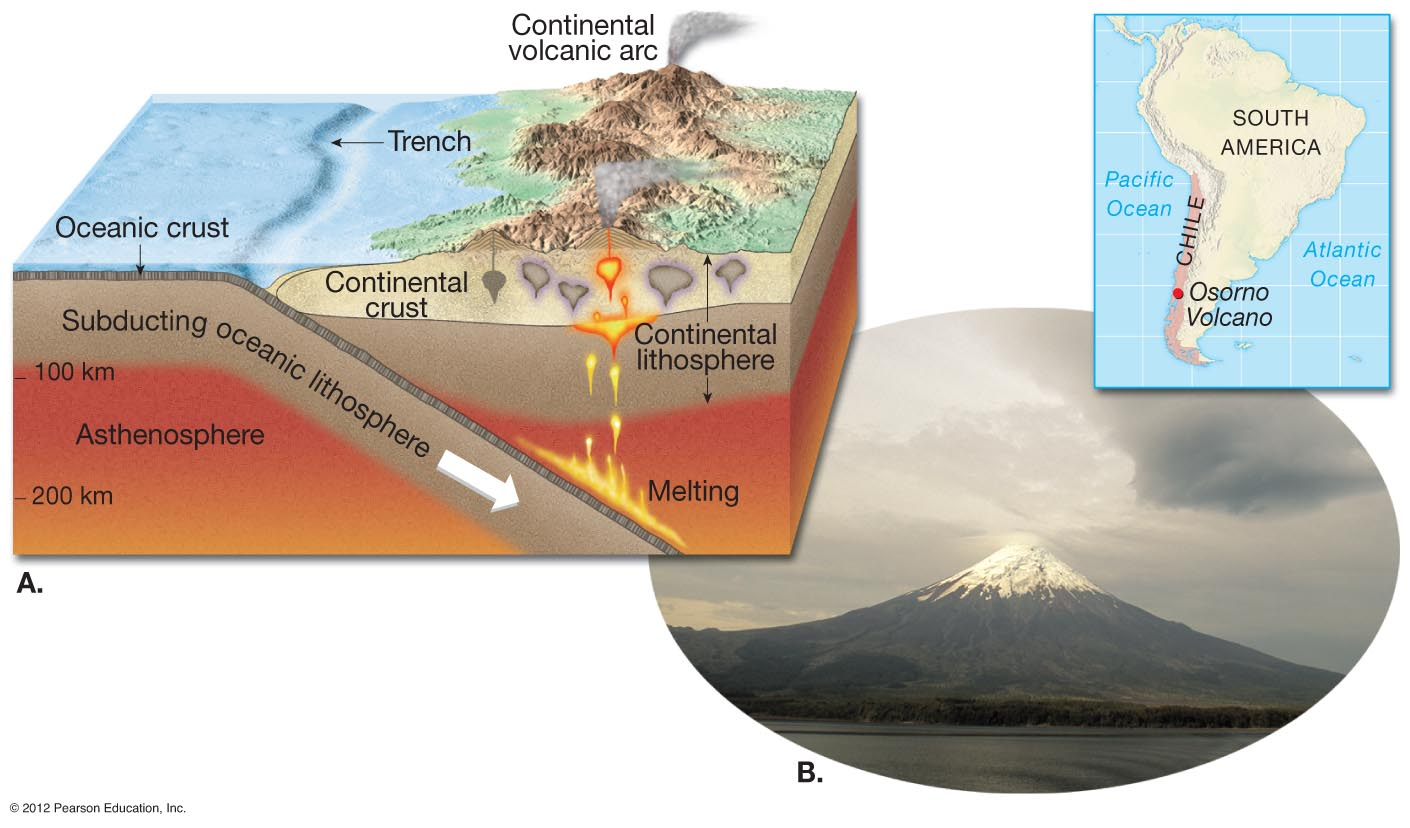 Continental
volcanic arc
Trench
Oceanic crust
Continental
crust
Subducting oceanic lithosphere
Continental
lithosphere
100 km
Asthenosphere
200 km
Melting
A.
SOUTH
AMERICA
Pacific
Ocean
CHILE
Atlantic
Ocean
Osorno
Volcano
B.
© 2012 Pearson Education, Inc.